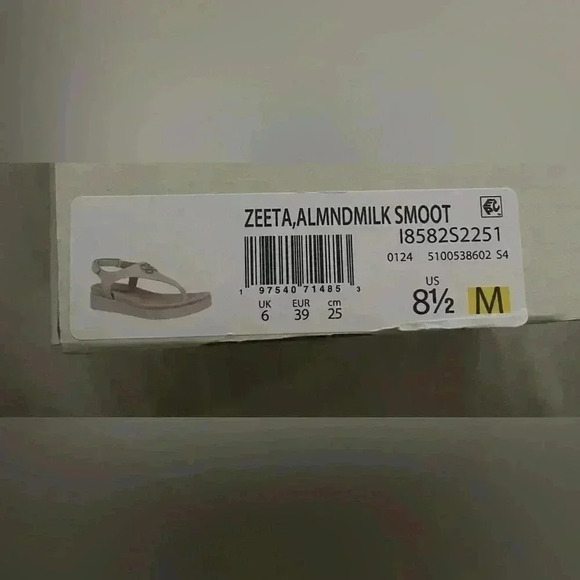 ZEETA,ALMNDMILK SMOOT
I8582S2251
0124 5100538602 S4
1 97540 71485 3
UK EUR cm
6 39 25
US
8½ M